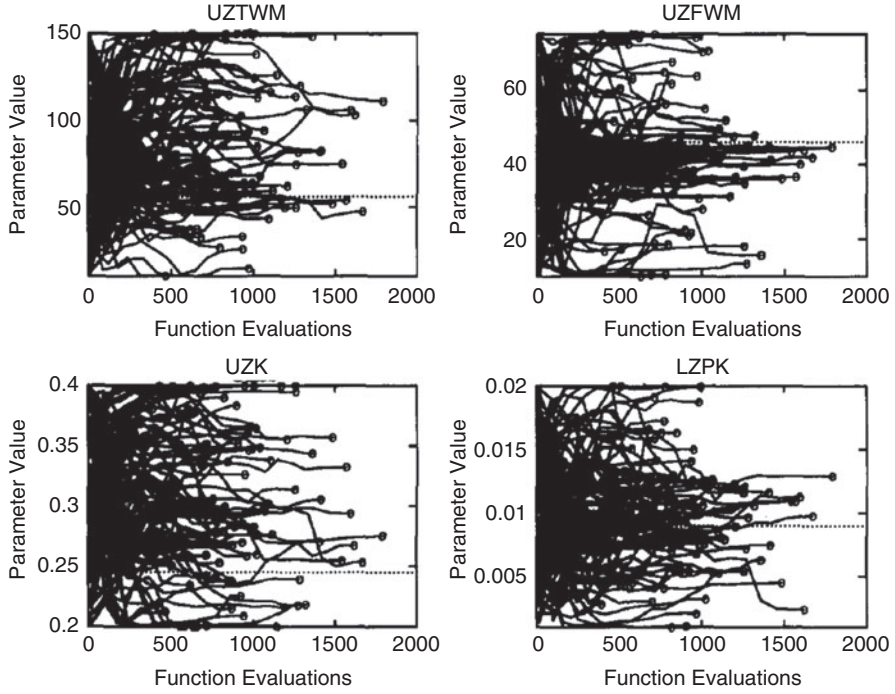 UZTWM
UZFWM
150
100
50
60
40
20
Parameter Value
Parameter Value
0 500 1000 1500 2000
0 500 1000 1500 2000
Function Evaluations
Function Evaluations
UZK
LZPK
0.4
0.35
0.3
0.25
0.2
0.02
0.015
0.01
0.005
Parameter Value
Parameter Value
0 500 1000 1500 2000
0 500 1000 1500 2000
Function Evaluations
Function Evaluations